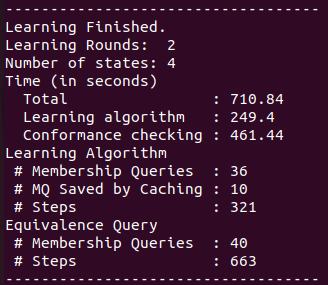 -----------------------------------
Learning Finished.
Learning Rounds:  2
Number of states: 4
Time (in seconds)
  Total                : 710.84
  Learning algorithm   : 249.4
  Conformance checking : 461.44
Learning Algorithm
 # Membership Queries  : 36
 # MQ Saved by Caching : 10
 # Steps               : 321
Equivalence Query
 # Membership Queries  : 40
 # Steps               : 663
-----------------------------------